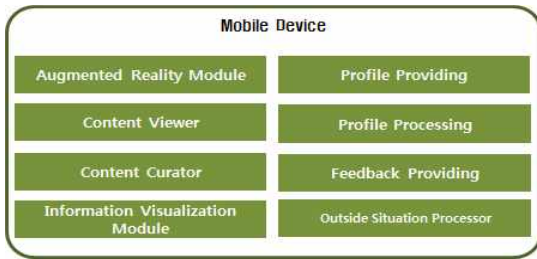 Mobile Device
Augmented Reality Module
Profile Providing
Content Viewer
Profile Processing
Content Curator
Feedback Providing
Information Visualization
Module
Outside Situation Processor